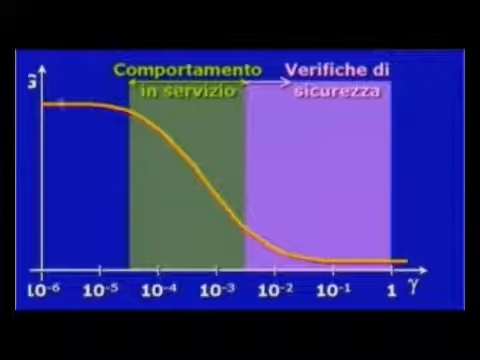 Comportamento
in servizio
Verifiche di
sicurezza
G
10-6
10-5
10-4
10-3
10-2
10-1
1
γ